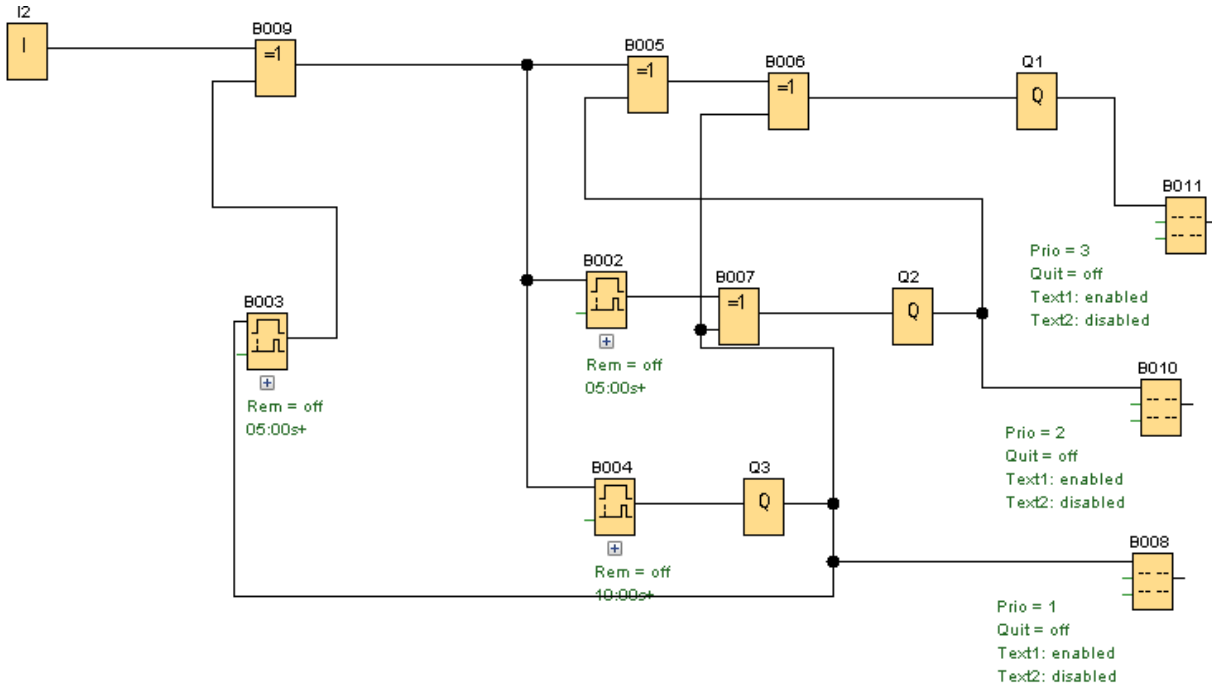 I2
I
B009
=1
B005
=1
B006
=1
Q1
Q
B011
Prio = 3
Quit = off
Text1: enabled
Text2: disabled
B002
Rem = off
05:00s+
B007
=1
Q2
Q
B003
Rem = off
05:00s+
B010
Prio = 2
Quit = off
Text1: enabled
Text2: disabled
B004
Rem = off
10:00s+
Q3
Q
B008
Prio = 1
Quit = off
Text1: enabled
Text2: disabled